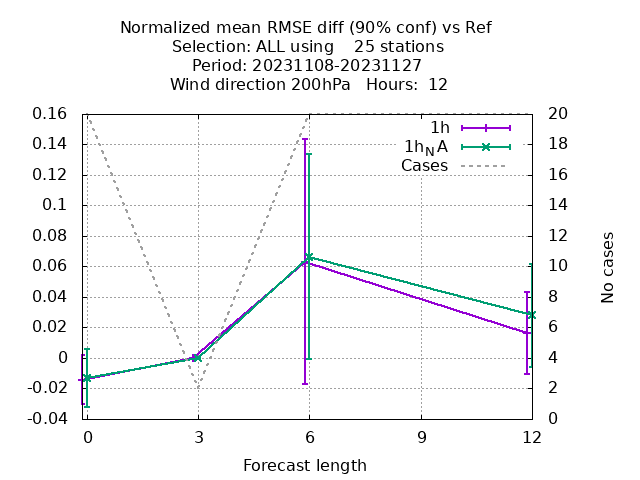 Normalized mean RMSE diff (90% conf) vs Ref
Selection: ALL using    25 stations
Period: 20231108-20231127
Wind direction 200hPa   Hours:  12
0.16
0.14
0.12
0.1
0.08
0.06
0.04
0.02
0
-0.02
-0.04
1h
1h_N A
Cases
20
18
16
14
12
10
8
6
4
2
0
No cases
0 3 6 9 12
Forecast length